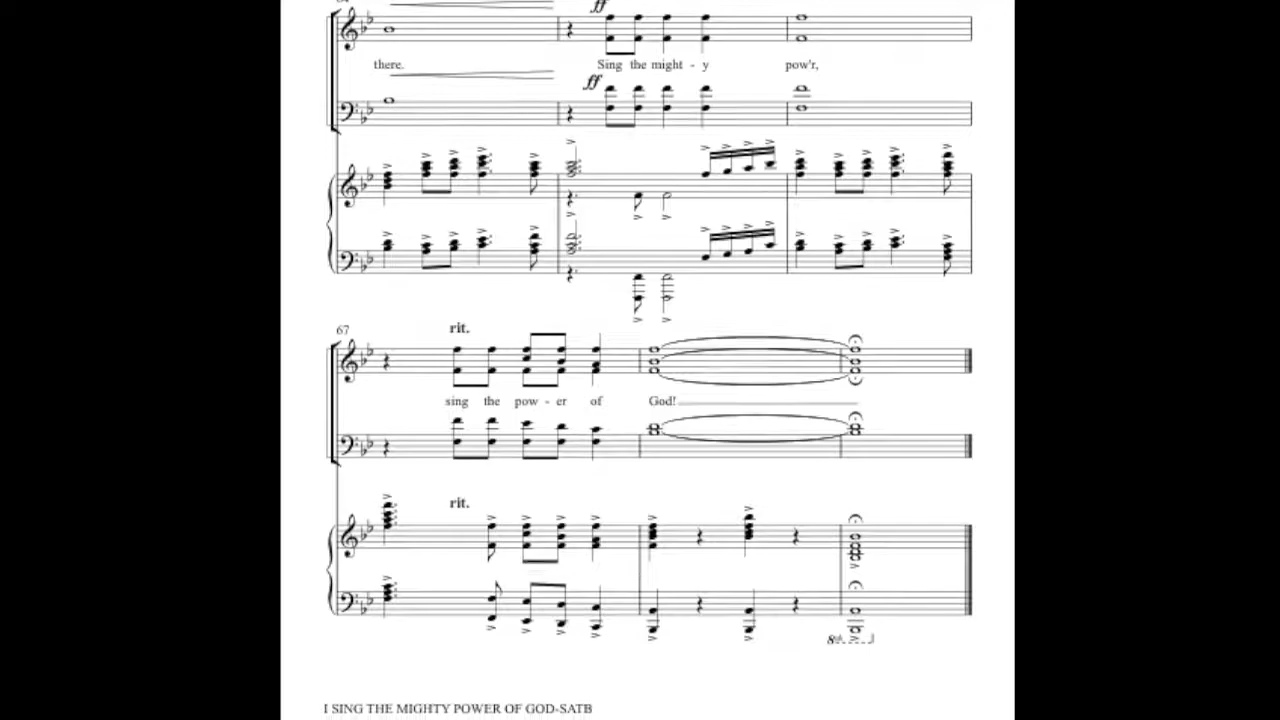 ff
there. Sing the might - y pow'r,
ff
67 rit.
sing the pow - er of God!
rit.
8vb
I SING THE MIGHTY POWER OF GOD-SATB